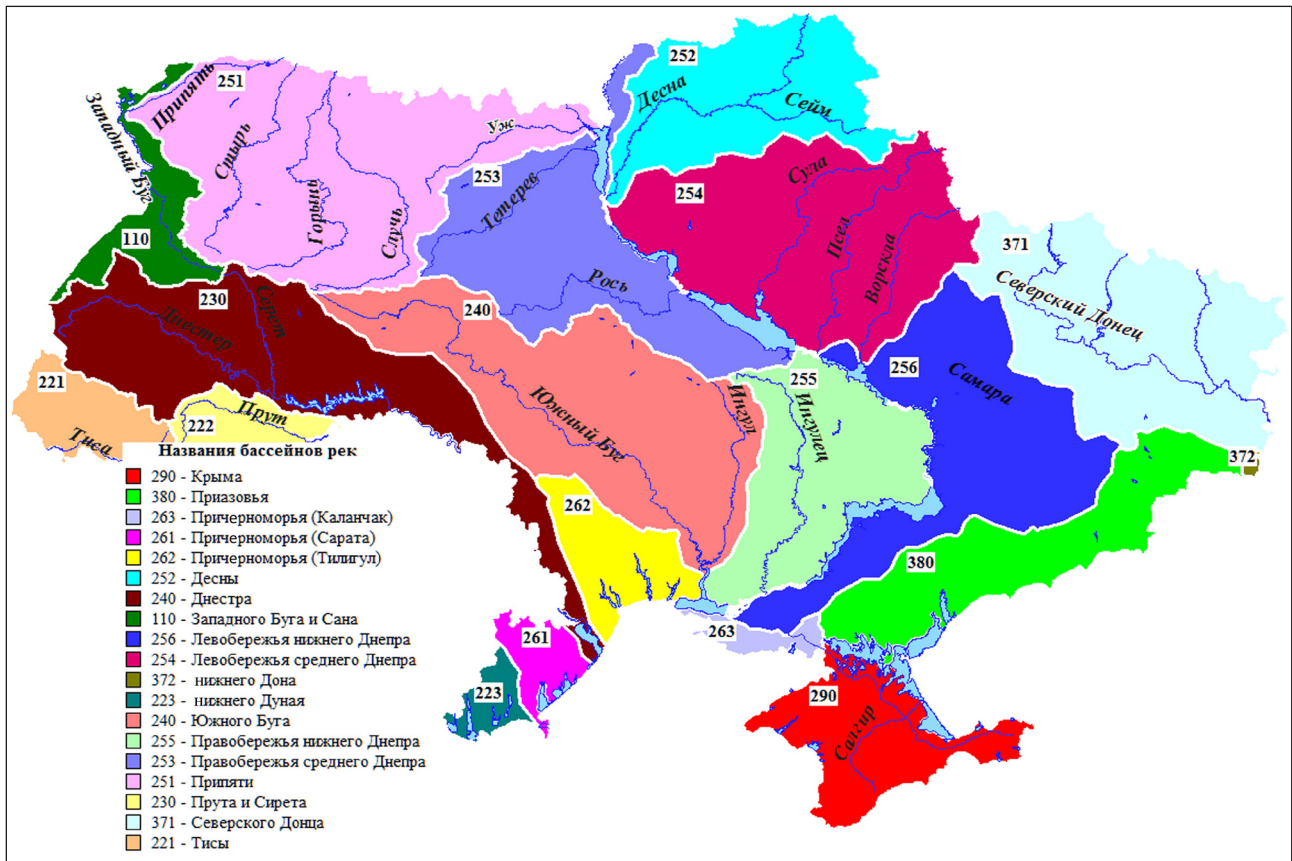 252
251
Припять
Десна
Сейм
Западный Буг
Стырь
Уж
253
254
Сула
Тетерев
Горынь
Случь
Псел
Ворскла
110
371
230
Серет
Рось
240
Северский Донец
Днестер
256
221
255
Самара
222
Прут
Южный Буг
Ингул
Ингулец
Тиса
372
Названия бассейнов рек
290 - Крыма
380 - Приазовья
263 - Причерноморья (Каланчак)
261 - Причерноморья (Сарата)
262 - Причерноморья (Тилигул)
252 - Десны
240 - Днестра
110 - Западного Буга и Сана
256 - Левобережья нижнего Днепра
254 - Левобережья среднего Днепра
372 - нижнего Дона
223 - нижнего Дуная
240 - Южного Буга
255 - Правобережья нижнего Днепра
253 - Правобережья среднего Днепра
251 - Припяти
230 - Прута и Сирета
371 - Северского Донца
221 - Тисы
262
380
263
261
223
290
Салгир